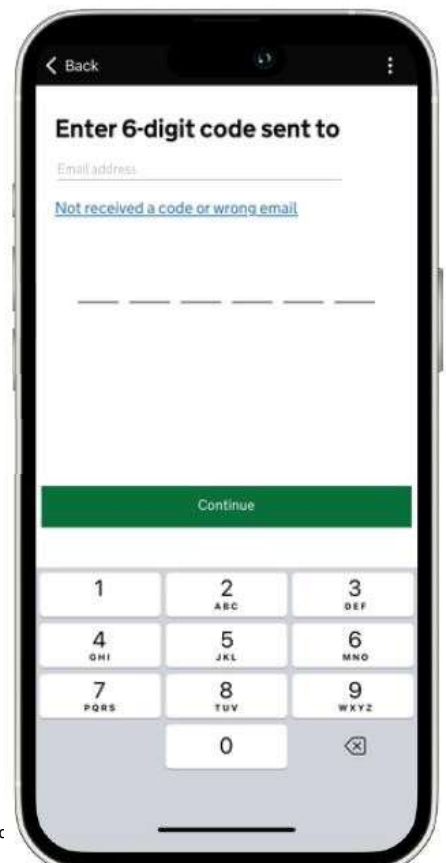 Back
Enter 6-digit code sent to
Email address
Not received a code or wrong email
Continue
1 2 3
ABC DEF
4 5 6
GHI JKL MNO
7 8 9
PQRS TUV WXYZ
0